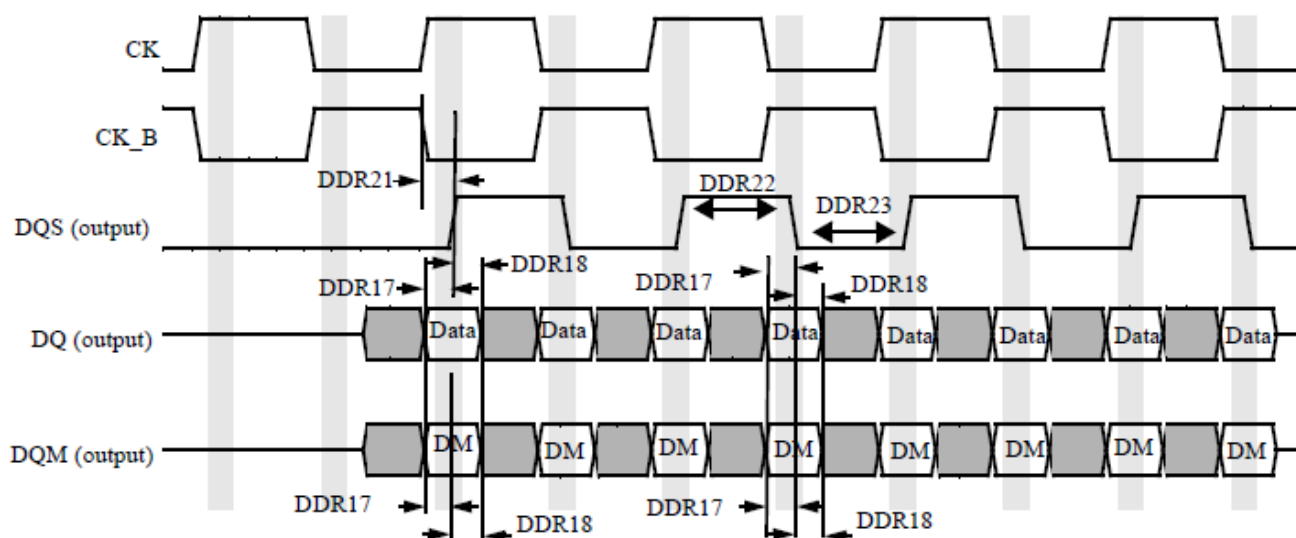 CK
CK_B
DDR21
DDR22
DDR23
DQS (output)
DDR18
DDR17
DDR17
DDR18
DQ (output)
Data Data Data Data Data Data Data Data
DQM (output)
DM DM DM DM DM DM DM DM
DDR17
DDR18
DDR17
DDR18